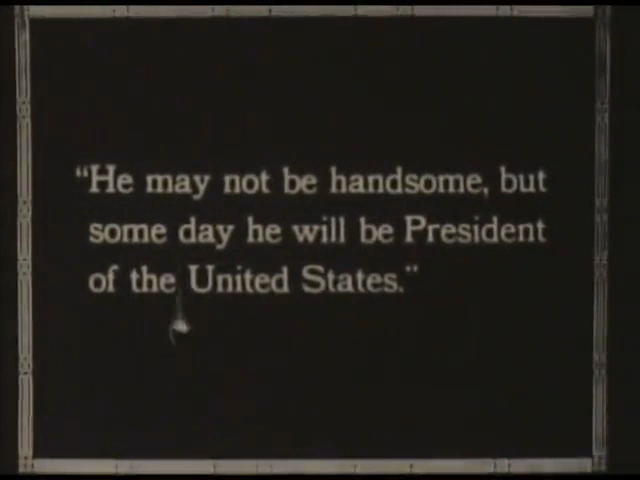 “He may not be handsome, but
some day he will be President
of the United States.”